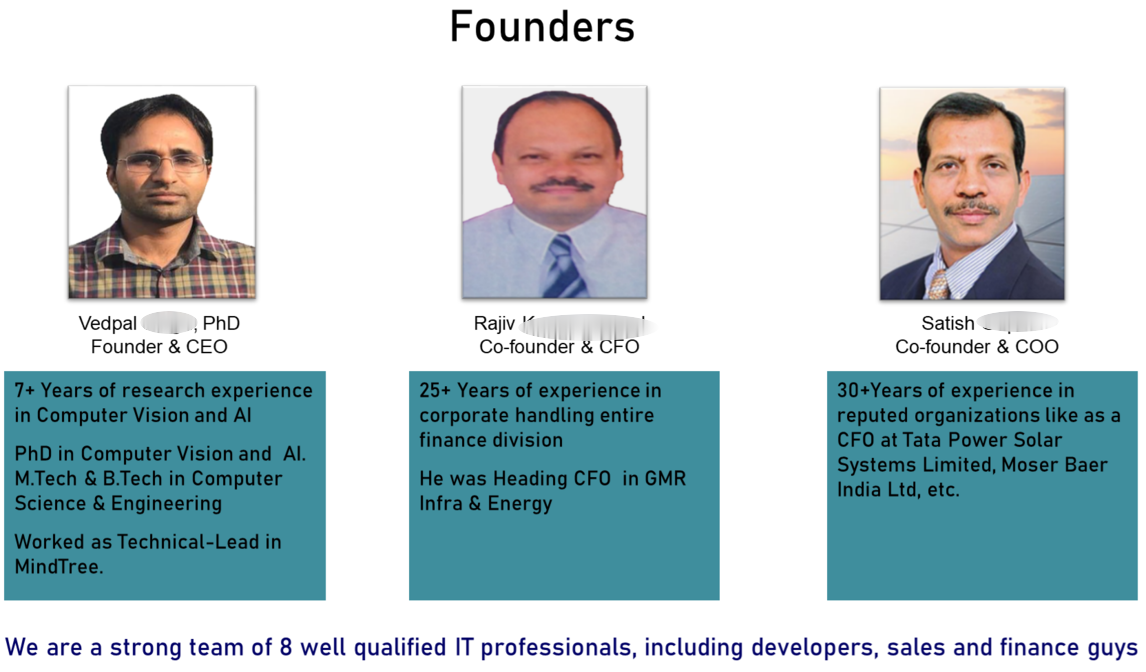 Founders
Vedpal , PhD
Founder & CEO
Rajiv
Co-founder & CFO
Satish
Co-founder & COO
7+ Years of research experience
in Computer Vision and AI
PhD in Computer Vision and AI.
M.Tech & B.Tech in Computer
Science & Engineering
Worked as Technical-Lead in
MindTree.
25+ Years of experience in
corporate handling entire
finance division
He was Heading CFO in GMR
Infra & Energy
30+Years of experience in
reputed organizations like as a
CFO at Tata Power Solar
Systems Limited, Moser Baer
India Ltd, etc.
We are a strong team of 8 well qualified IT professionals, including developers, sales and finance guys